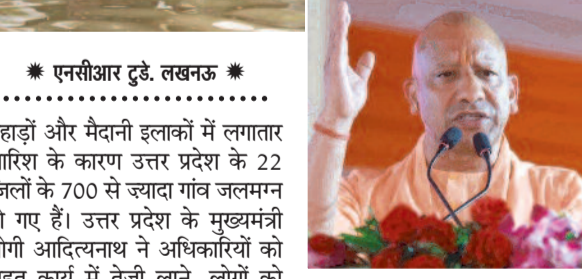 ✷ एनसीआर टुडे. लखनऊ ✷
हाड़ों और मैदानी इलाकों में लगातार
ारिश के कारण उत्तर प्रदेश के 22
जलों के 700 से ज़्यादा गांव जलमग्न
गए हैं। उत्तर प्रदेश के मुख्यमंत्री
ोगी आदित्यनाथ ने अधिकारियों को
कार्य में तेजी लाने, लोगों को